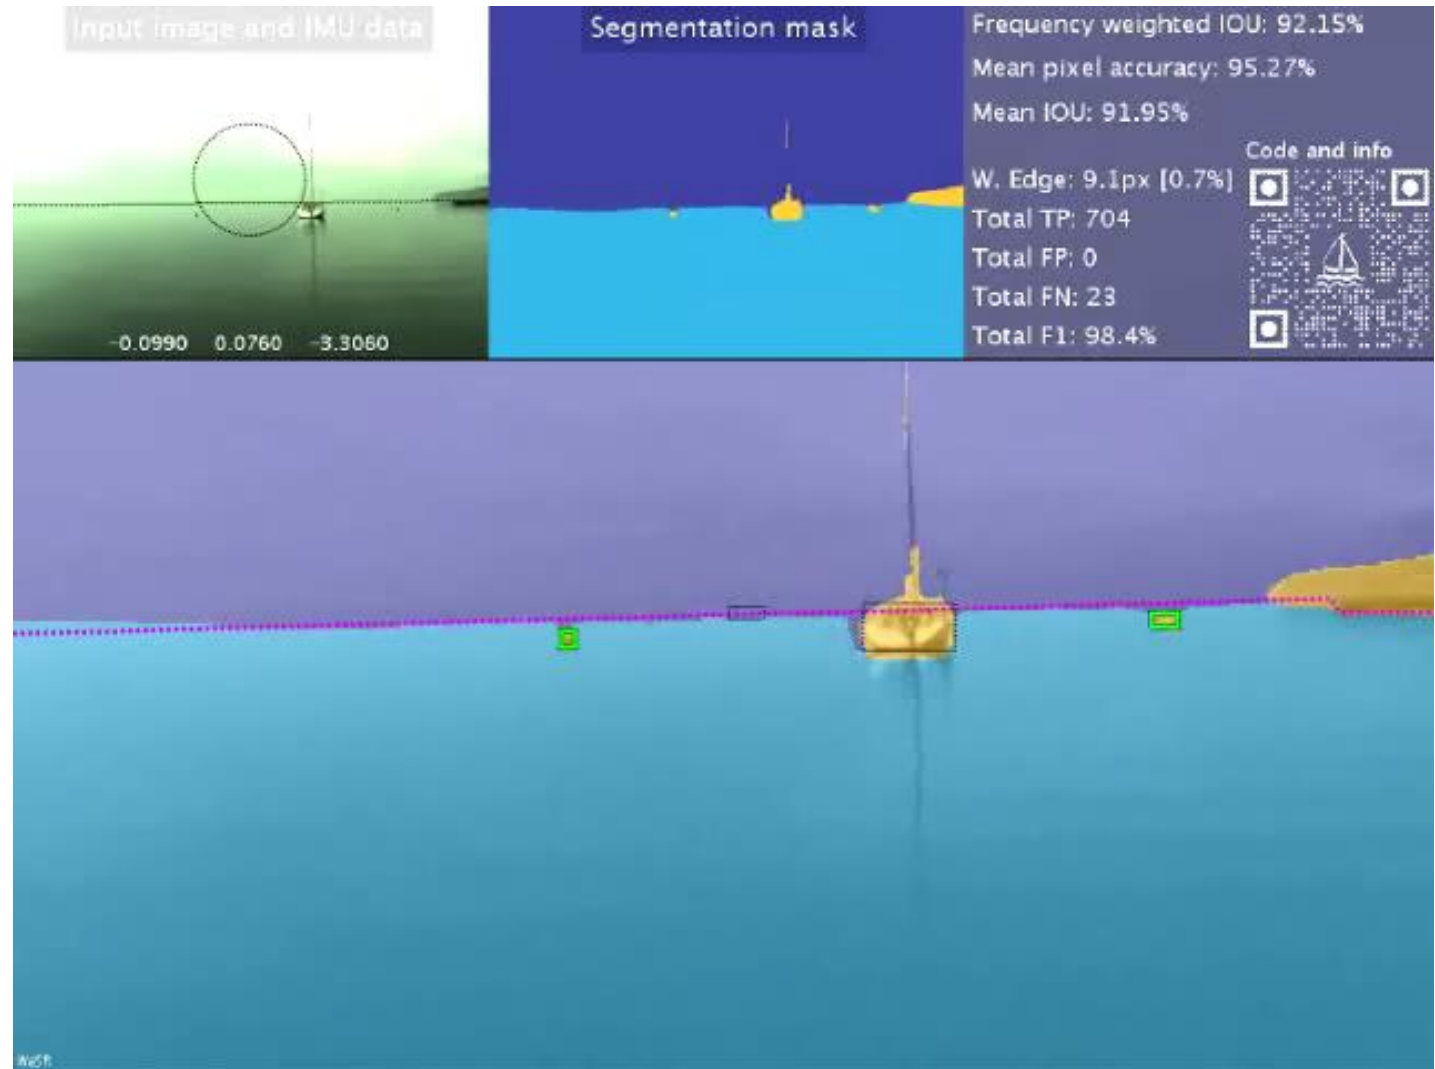 Input image and IMU data
-0.0990 0.0760 -3.3060
Segmentation mask
Frequency weighted IOU: 92.15%
Mean pixel accuracy: 95.27%
Mean IOU: 91.95%
Code and info
W. Edge: 9.1px [0.7%]
Total TP: 704
Total FP: 0
Total FN: 23
Total F1: 98.4%
WaSR